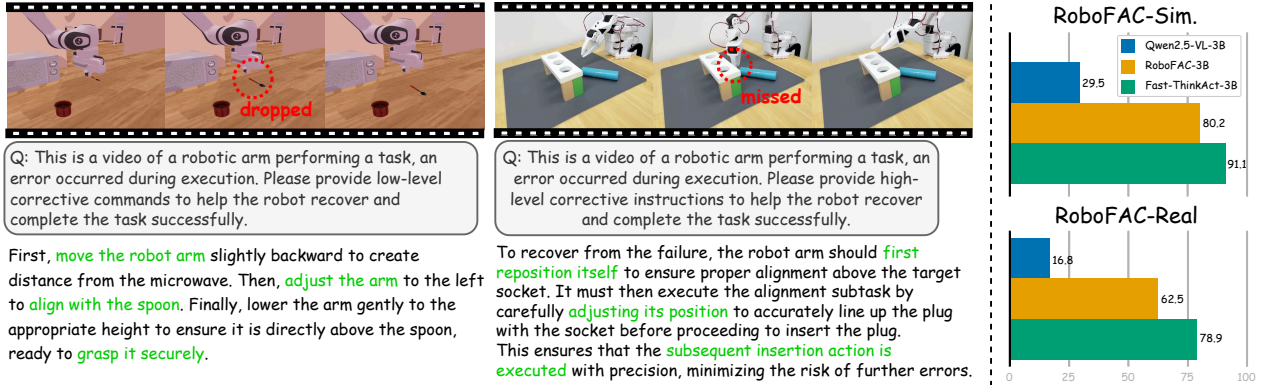 dropped
Q: This is a video of a robotic arm performing a task, an
error occurred during execution. Please provide low-level
corrective commands to help the robot recover and
complete the task successfully.
First, move the robot arm slightly backward to create
distance from the microwave. Then, adjust the arm to the left
to align with the spoon. Finally, lower the arm gently to the
appropriate height to ensure it is directly above the spoon,
ready to grasp it securely.
missed
Q: This is a video of a robotic arm performing a task, an
error occurred during execution. Please provide high-
level corrective instructions to help the robot recover
and complete the task successfully.
To recover from the failure, the robot arm should first
reposition itself to ensure proper alignment above the target
socket. It must then execute the alignment subtask by
carefully adjusting its position to accurately line up the plug
with the socket before proceeding to insert the plug.
This ensures that the subsequent insertion action is
executed with precision, minimizing the risk of further errors.
RoboFAC-Sim.
Qwen2.5-VL-3B
RoboFAC-3B
Fast-ThinkAct-3B
29.5
80.2
91.1
0 25 50 75 100
RoboFAC-Real
16.8
62.5
78.9
0 25 50 75 100